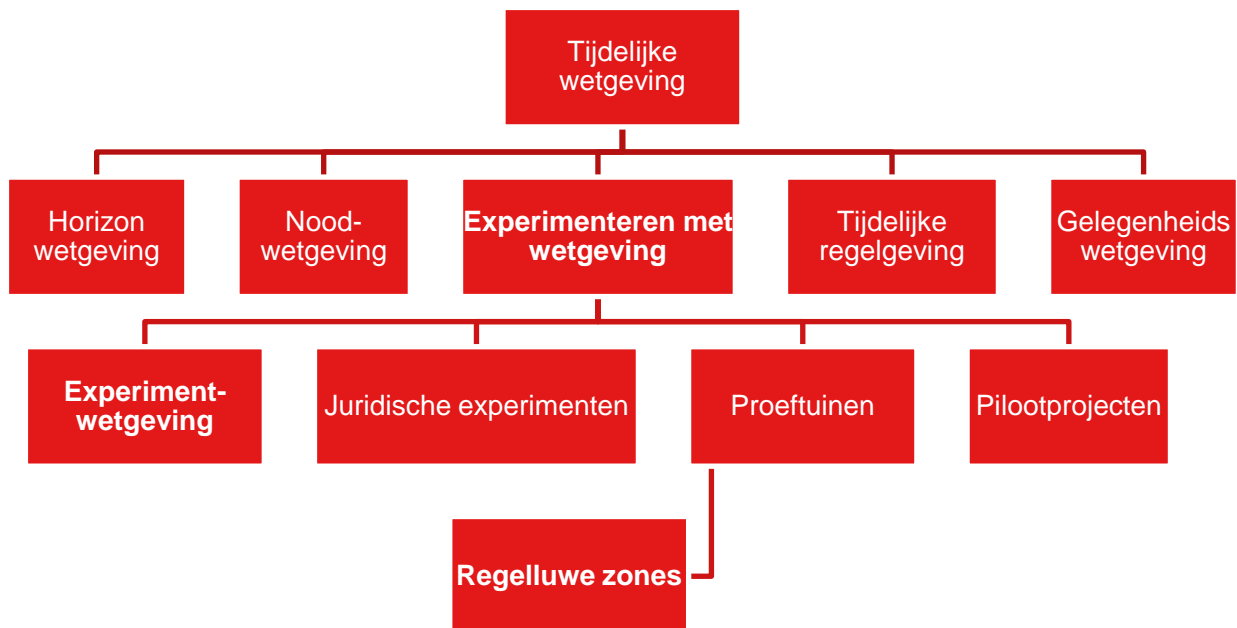 Tijdelijke
wetgeving
Horizon
wetgeving
Nood-
wetgeving
Experimenteren met
wetgeving
Tijdelijke
regelgeving
Gelegenheids
wetgeving
Experiment-
wetgeving
Juridische experimenten
Proeftuinen
Pilootprojecten
Regelluwe zones